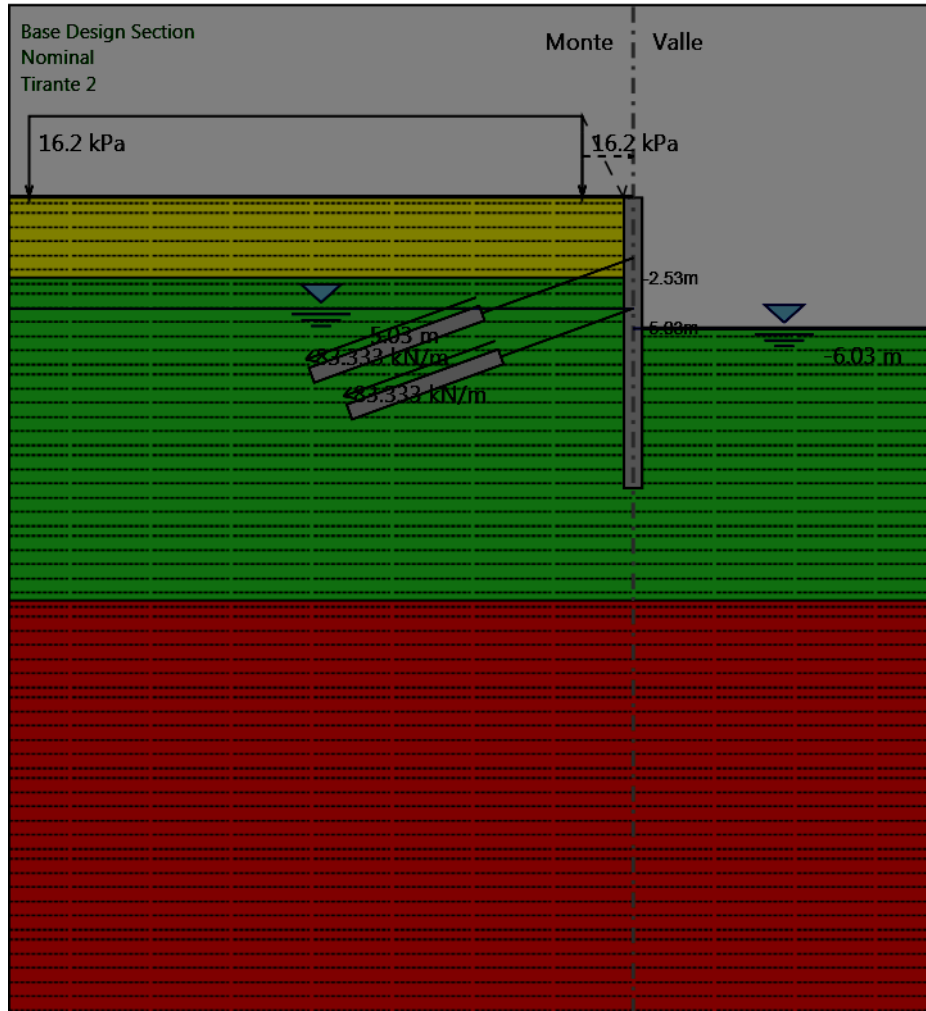 Base Design Section
Nominal
Tirante 2
Monte
Valle
16.2 kPa
16.2 kPa
-2.53m
5.03 m
-5.03m
83.333 kN/m
-6.03 m
83.333 kN/m